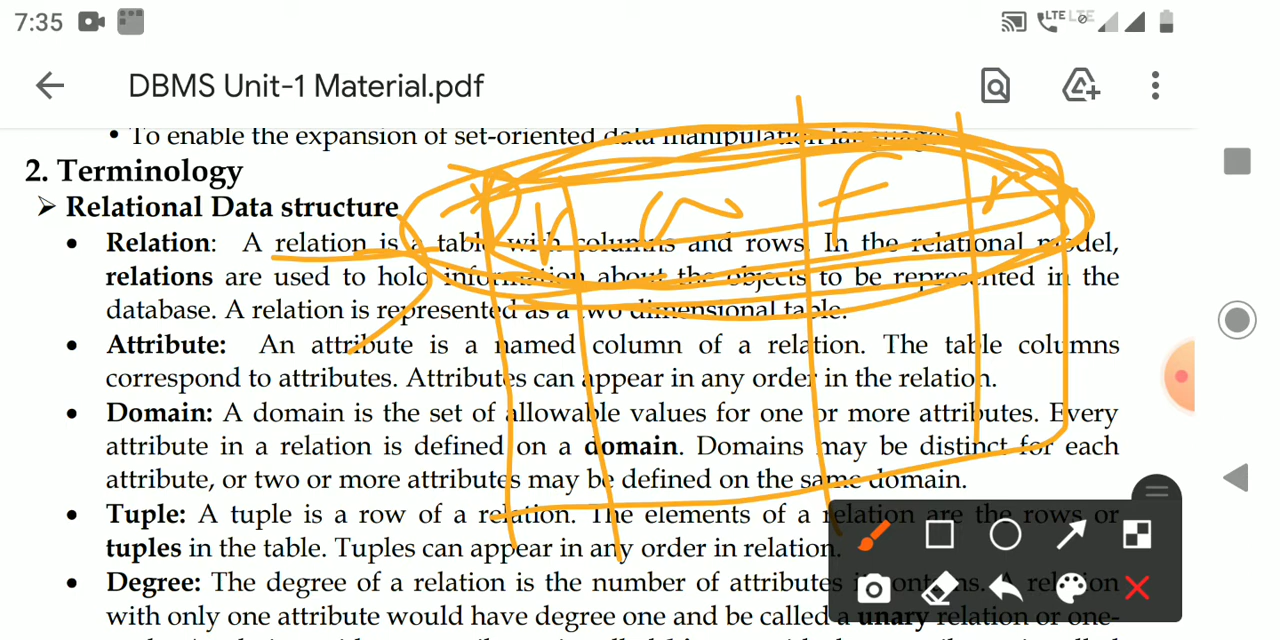 7:35
LTE LTE
DBMS Unit-1 Material.pdf
• To enable the expansion of set-oriented data manipulation languages
2. Terminology
➤ Relational Data structure
• Relation: A relation is a table with columns and rows. In the relational model,
relations are used to hold information about the objects to be represented in the
database. A relation is represented as a two dimensional table.
• Attribute: An attribute is a named column of a relation. The table columns
correspond to attributes. Attributes can appear in any order in the relation.
• Domain: A domain is the set of allowable values for one or more attributes. Every
attribute in a relation is defined on a domain. Domains may be distinct for each
attribute, or two or more attributes may be defined on the same domain.
• Tuple: A tuple is a row of a relation. The elements of a relation are the rows or
tuples in the table. Tuples can appear in any order in relation.
• Degree: The degree of a relation is the number of attributes it contains. A relation
with only one attribute would have degree one and be called a unary relation or one-